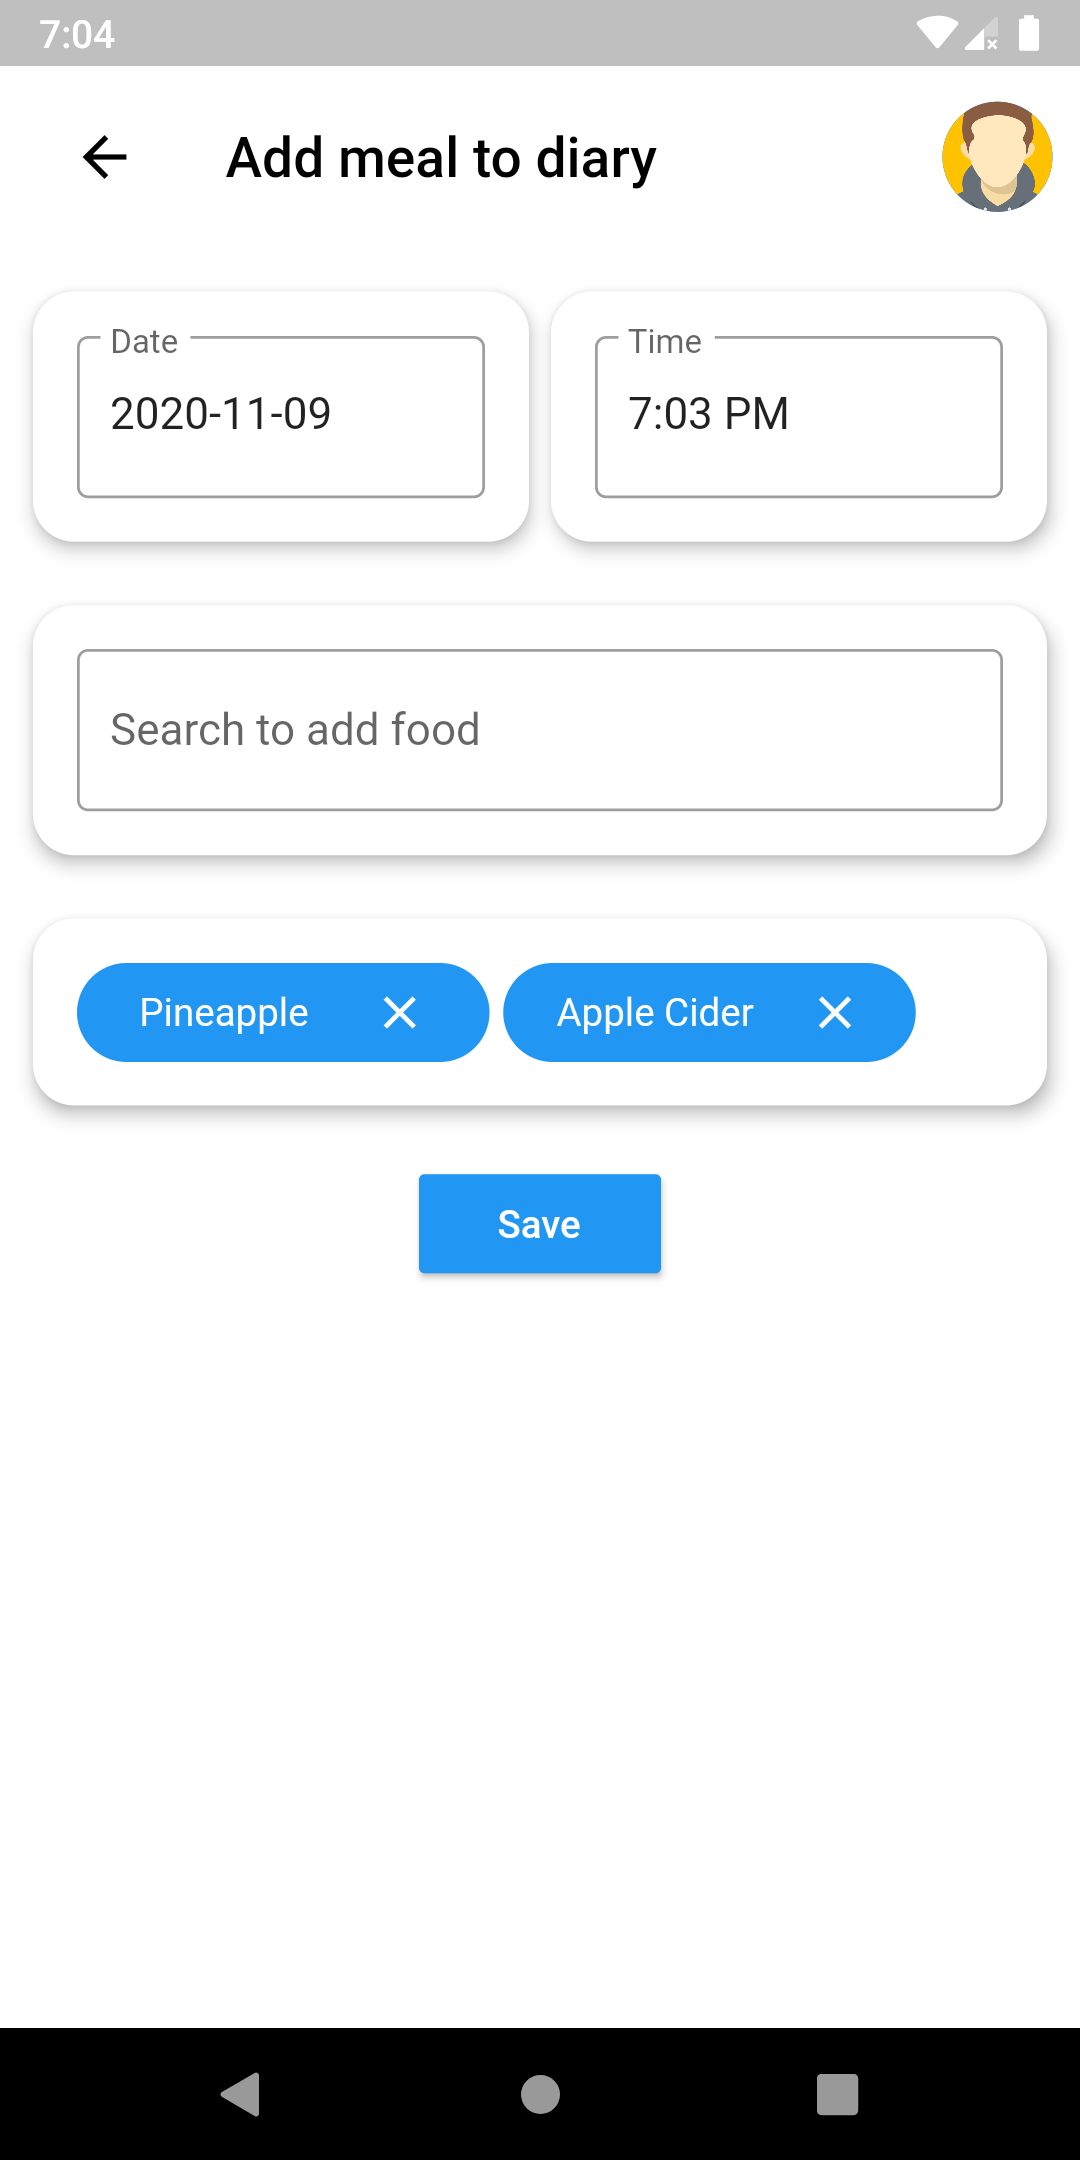 7:04
Add meal to diary
Date
2020-11-09
Time
7:03 PM
Search to add food
Pineapple
Apple Cider
Save